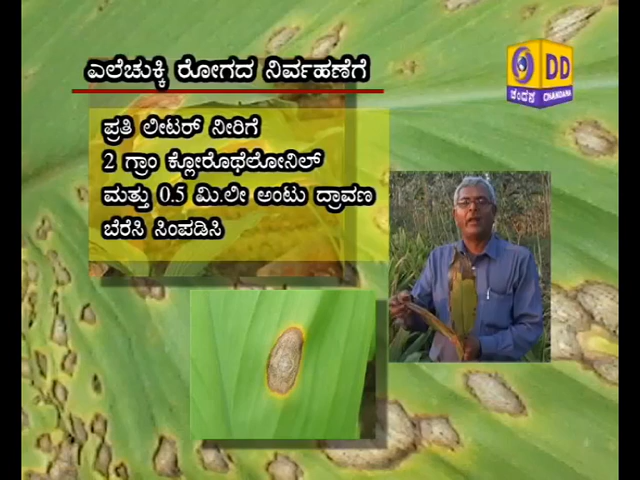 ಎಲೆಚುಕ್ಕಿ ರೋಗದ ನಿರ್ವಹಣೆಗೆ
ಪ್ರತಿ ಲೀಟರ್ ನೀರಿಗೆ
2 ಗ್ರಾಂ ಕ್ಲೋರೊಥೆಲೋನಿಲ್
ಮತ್ತು 0.5 ಮಿ.ಲೀ ಅಂಟು ದ್ರಾವಣ
ಬೆರೆಸಿ ಸಿಂಪಡಿಸಿ
DD
ಚಂದನ CHANDANA